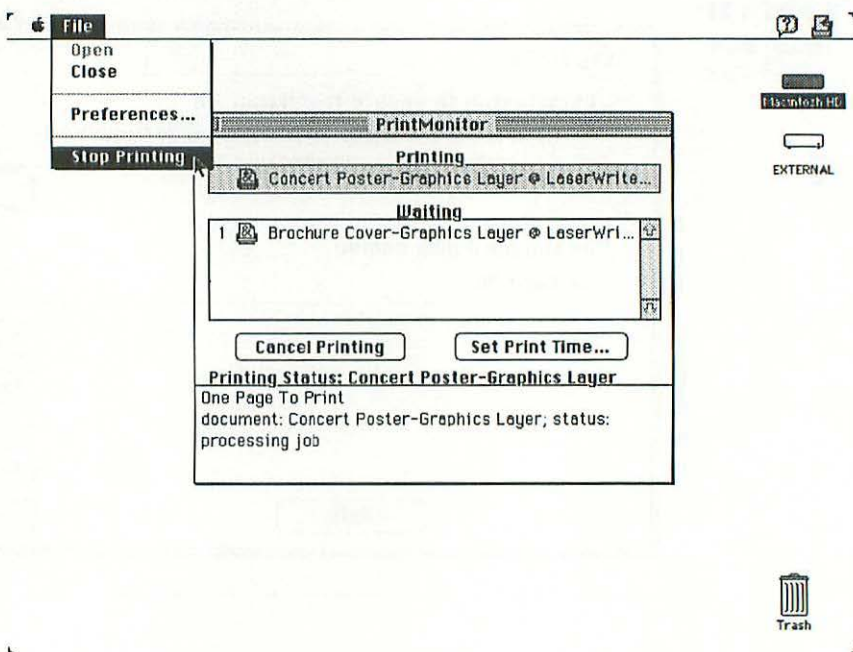 File
Open
Close
Preferences...
Stop Printing
Macintosh HD
EXTERNAL
PrintMonitor
Printing
Concert Poster-Graphics Layer @ LaserWrite...
Waiting
1 Brochure Cover-Graphics Layer @ LaserWri...
Cancel Printing
Set Print Time...
Printing Status: Concert Poster-Graphics Layer
One Page To Print
document: Concert Poster-Graphics Layer; status:
processing job
Trash